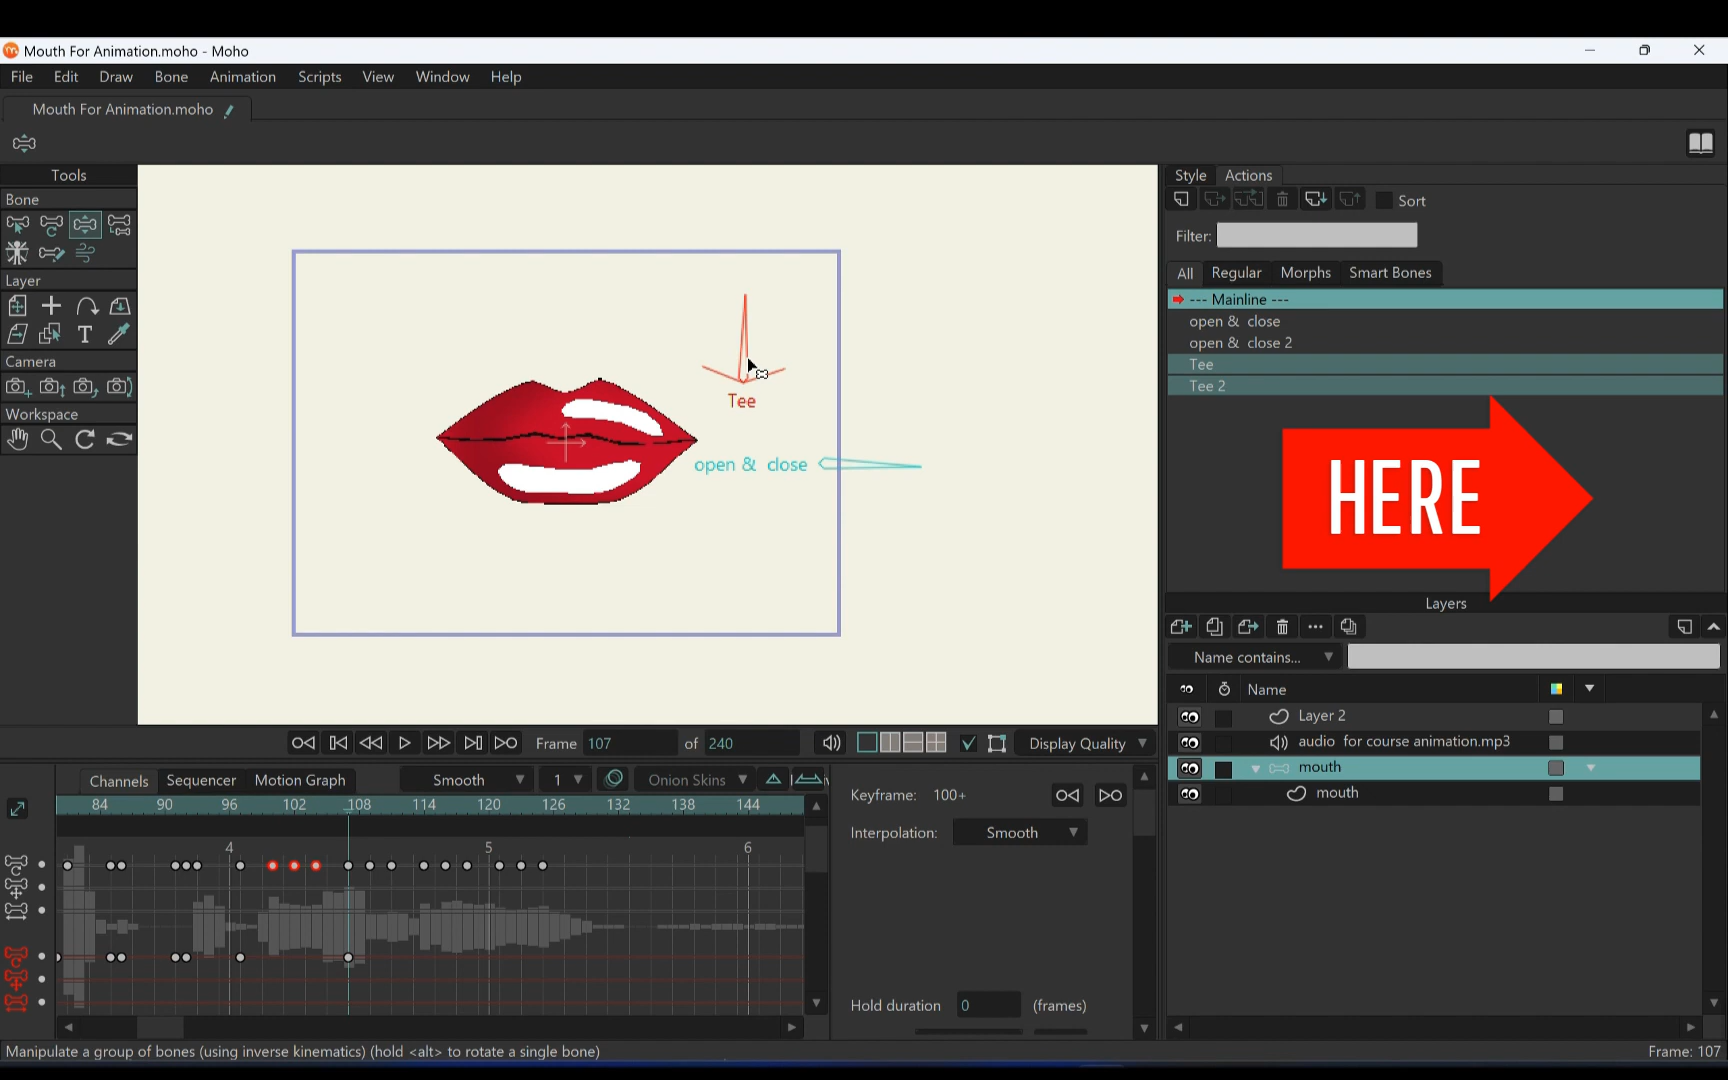 Mouth For Animation.moho - Moho
File Edit Draw Bone Animation Scripts View Window Help
Mouth For Animation.moho
Tools
Bone
Layer
Camera
Workspace
Tee
open & close
Style Actions
Sort
Filter:
All Regular Morphs Smart Bones
--- Mainline ---
open & close
open & close 2
Tee
Tee 2
HERE
Layers
Name contains...
Name
Layer 2
audio for course animation.mp3
mouth
mouth
Frame 107 of 240 Display Quality
Channels Sequencer Motion Graph Smooth 1 Onion Skins
84 90 96 102 108 114 120 126 132 138 144
4 5 6
Keyframe: 100+
Interpolation: Smooth
Hold duration 0 (frames)
Manipulate a group of bones (using inverse kinematics) (hold <alt> to rotate a single bone) Frame: 107